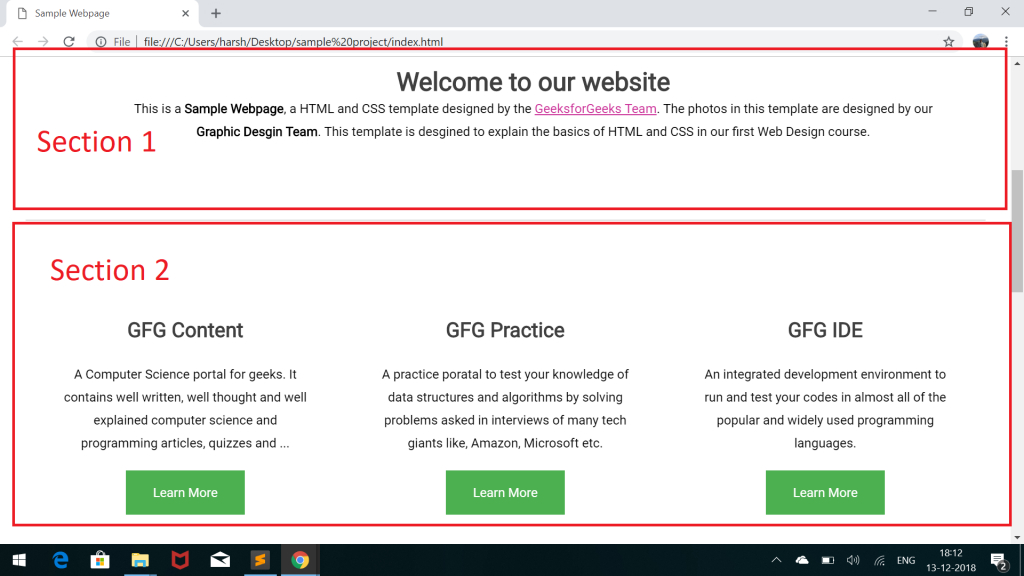 Sample Webpage
File
file:///C:/Users/harsh/Desktop/sample%20project/index.html
Welcome to our website
This is a Sample Webpage, a HTML and CSS template designed by the GeeksforGeeks Team. The photos in this template are designed by our
Graphic Desgin Team. This template is desgined to explain the basics of HTML and CSS in our first Web Design course.
Section 1
Section 2
GFG Content
A Computer Science portal for geeks. It
contains well written, well thought and well
explained computer science and
programming articles, quizzes and ...
Learn More
GFG Practice
A practice poratal to test your knowledge of
data structures and algorithms by solving
problems asked in interviews of many tech
giants like, Amazon, Microsoft etc.
Learn More
GFG IDE
An integrated development environment to
run and test your codes in almost all of the
popular and widely used programming
languages.
Learn More
ENG
18:12
13-12-2018
2